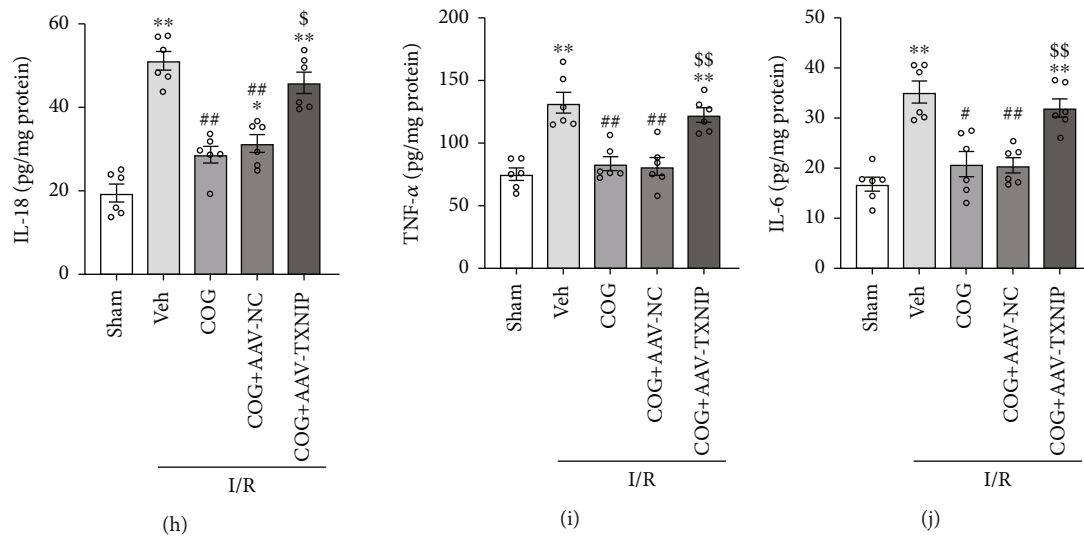 IL-18 (pg/mg protein)
60
40
20
0
**
##
##
*
$
**
Sham
Veh
COG
COG+AAV-NC
COG+AAV-TXNIP
I/R
(h)
TNF-α (pg/mg protein)
200
150
100
50
0
**
##
##
$$
**
Sham
Veh
COG
COG+AAV-NC
COG+AAV-TXNIP
I/R
(i)
IL-6 (pg/mg protein)
50
40
30
20
10
0
**
#
##
$$
**
Sham
Veh
COG
COG+AAV-NC
COG+AAV-TXNIP
I/R
(j)